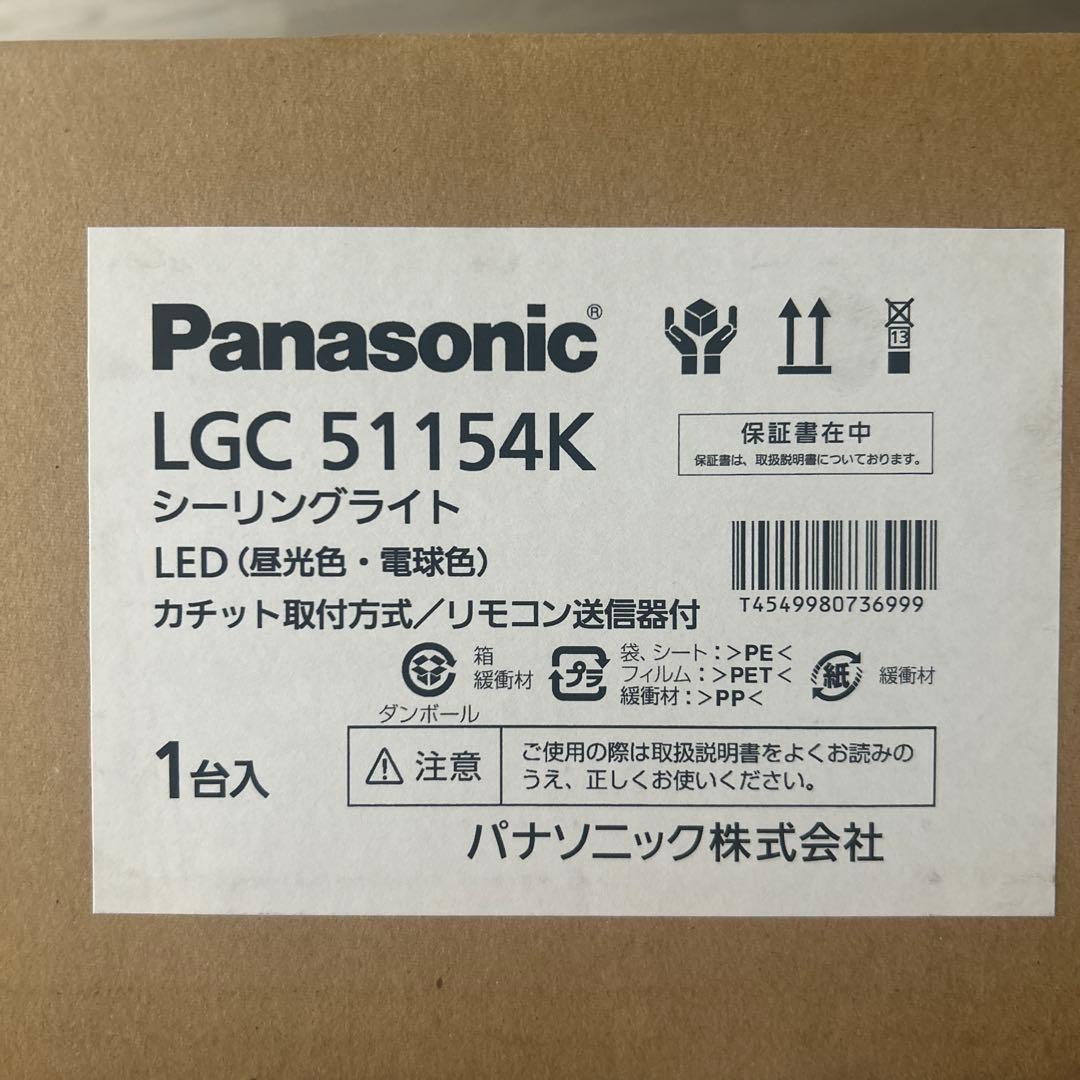 Panasonic®
13
LGC 51154K
保証書在中
保証書は、取扱説明書についております。
シーリングライト
LED（昼光色・電球色）
T4549980736999
カチット取付方式／リモコン送信器付
箱
緩衝材
ダンボール
プラ
袋、シート：＞PE＜
フィルム：＞PET＜
緩衝材：＞PP＜
紙
緩衝材
1台入
注意
ご使用の際は取扱説明書をよくお読みの
うえ、正しくお使いください。
パナソニック株式会社